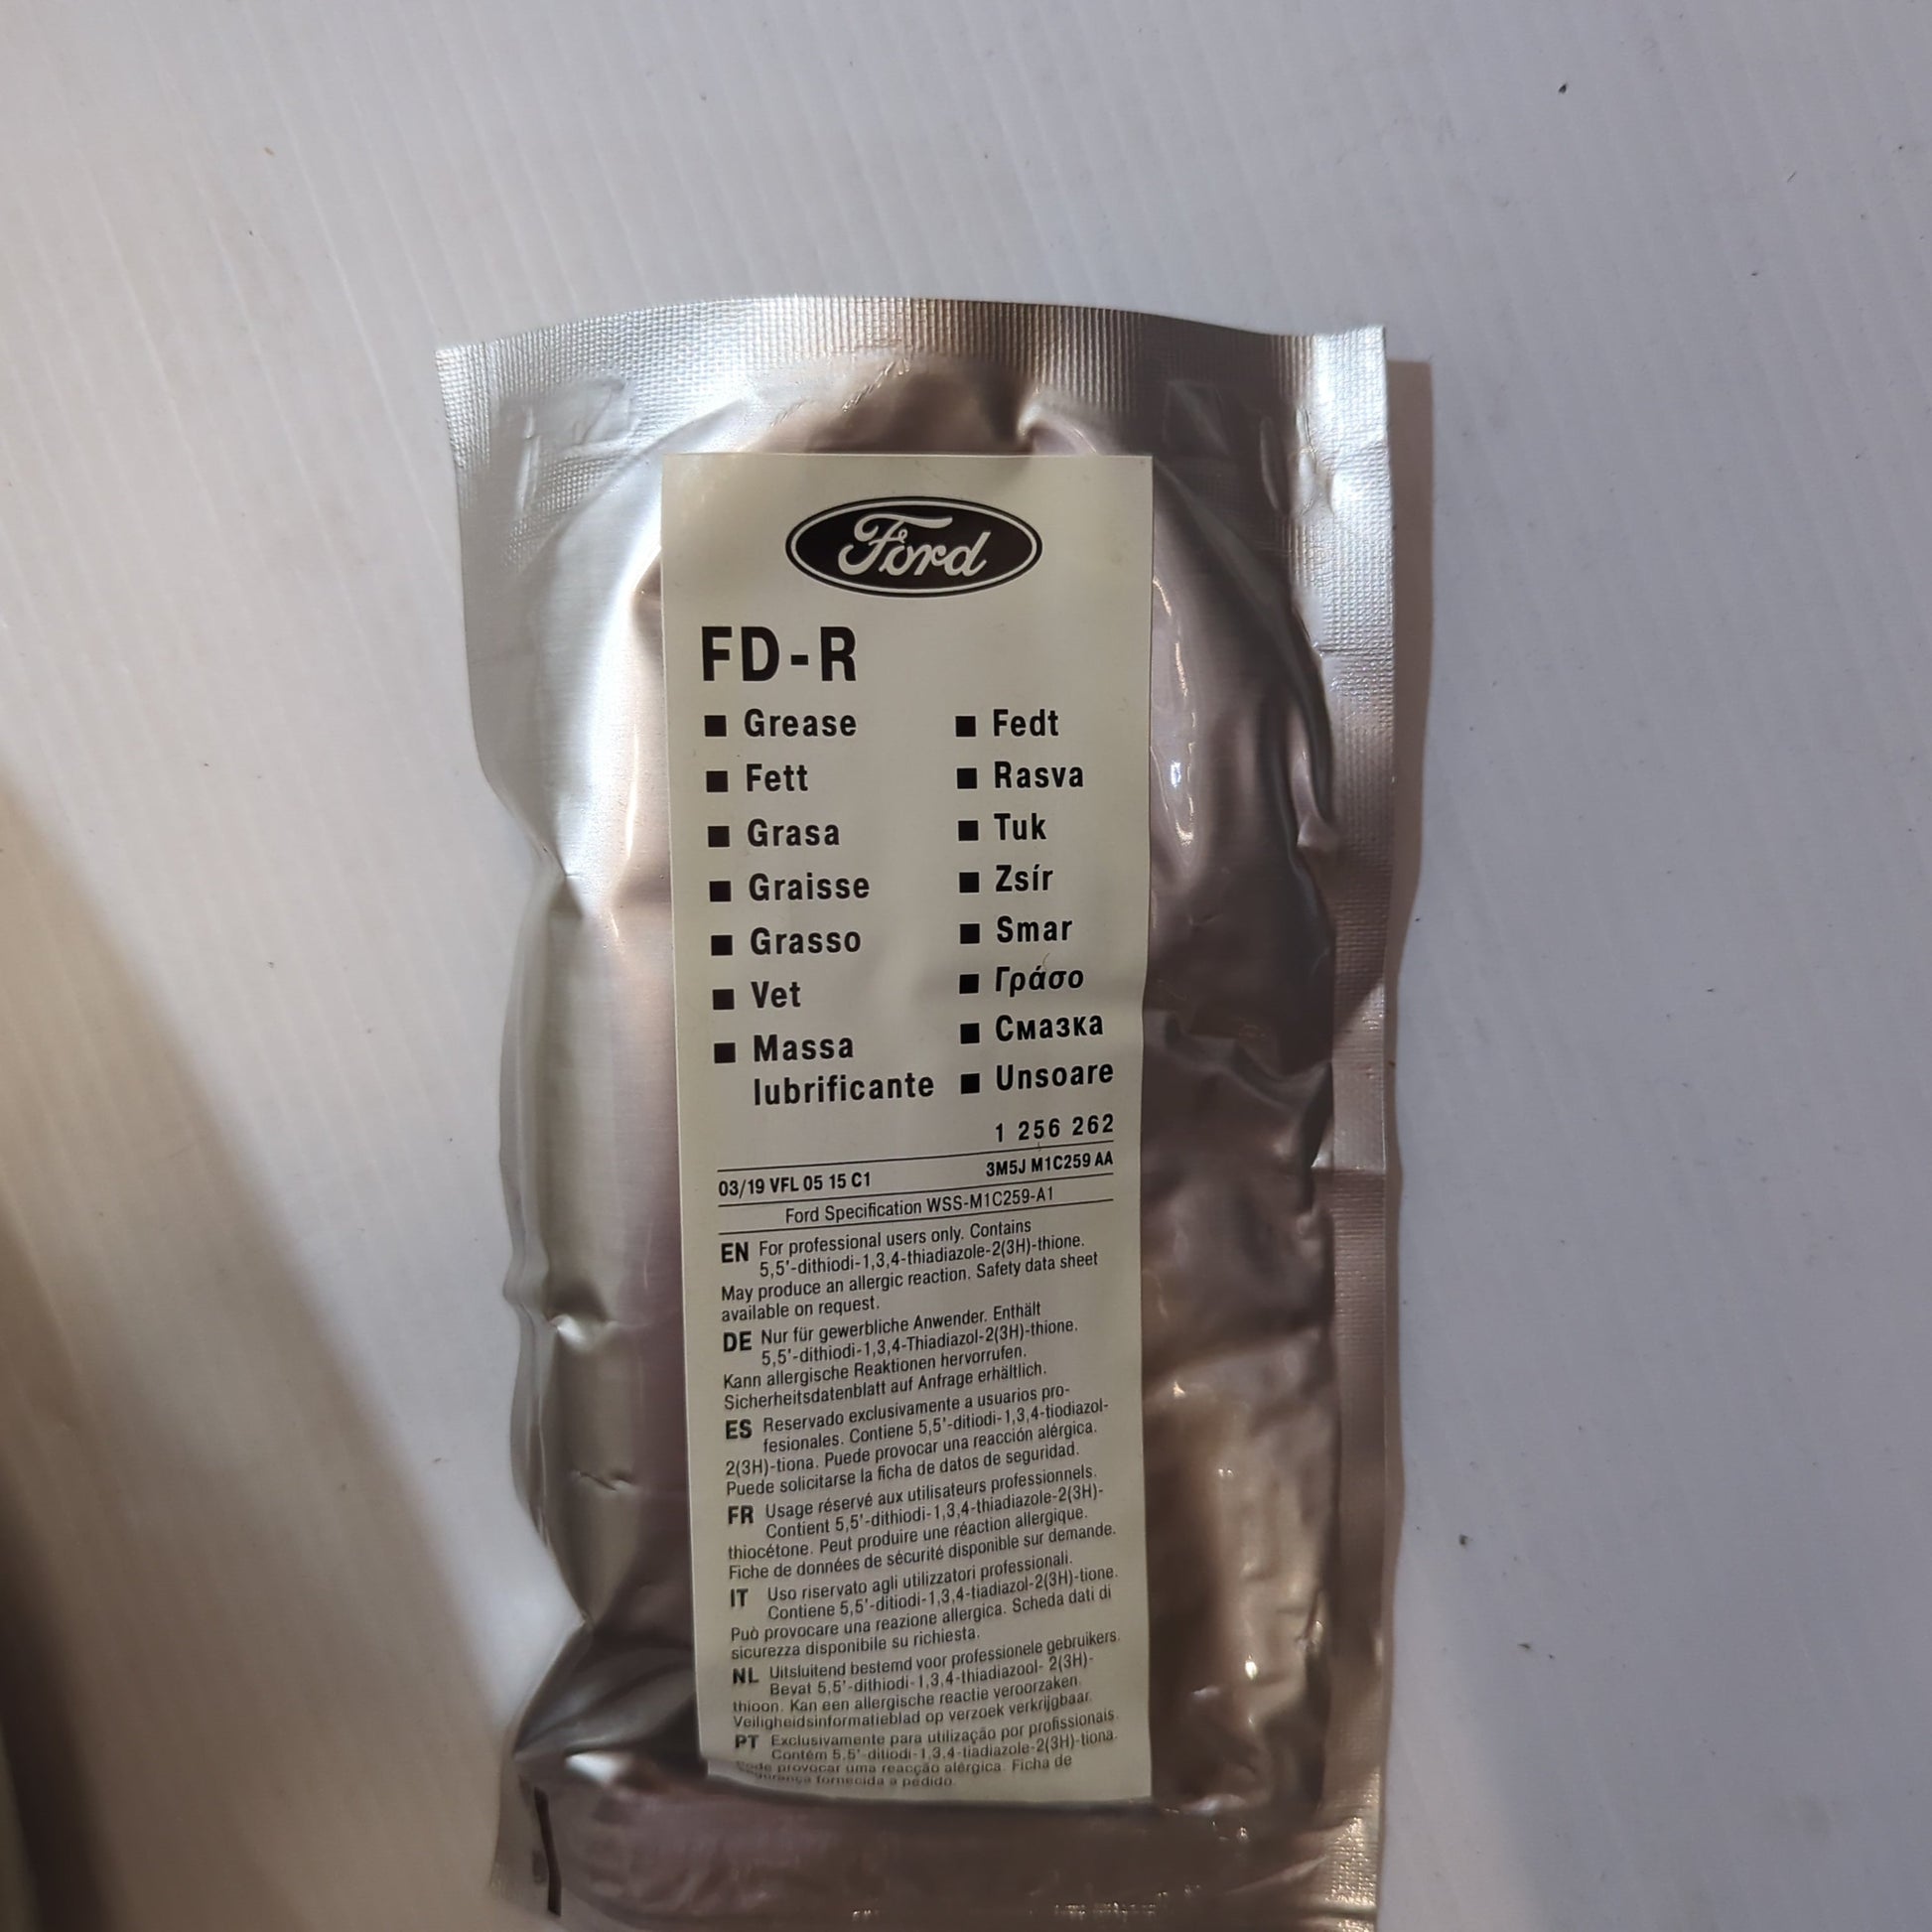 Ford
FD-R
■ Grease
■ Fett
■ Grasa
■ Graisse
■ Grasso
■ Vet
■ Massa
lubrificante
■ Fedt
■ Rasva
■ Tuk
■ Zsír
■ Smar
■ Γράσο
■ Смазка
■ Unsoare
1 256 262
03/19 VFL 05 15 C1
3M5J M1C259 AA
Ford Specification WSS-M1C259-A1
EN For professional users only. Contains
5,5'-dithiodi-1,3,4-thiadiazole-2(3H)-thione.
May produce an allergic reaction. Safety data sheet
available on request.
DE Nur für gewerbliche Anwender. Enthält
5,5'-dithiodi-1,3,4-Thiadiazol-2(3H)-thione.
Kann allergische Reaktionen hervorrufen.
Sicherheitsdatenblatt auf Anfrage erhältlich.
ES Reservado exclusivamente a usuarios pro-
fesionales. Contiene 5,5'-ditiodi-1,3,4-tiodiazol-
2(3H)-tiona. Puede provocar una reacción alérgica.
Puede solicitarse la ficha de datos de seguridad.
FR Usage réservé aux utilisateurs professionnels.
Contient 5,5'-dithiodi-1,3,4-thiadiazole-2(3H)-
thiocétone. Peut produire une réaction allergique.
Fiche de données de sécurité disponible sur demande.
IT Uso riservato agli utilizzatori professionali.
Contiene 5,5'-ditiodi-1,3,4-tiadiazol-2(3H)-tione.
Può provocare una reazione allergica. Scheda dati di
sicurezza disponibile su richiesta.
NL Uitsluitend bestemd voor professionele gebruikers.
Bevat 5,5'-dithiodi-1,3,4-thiadiazool- 2(3H)-
thioon. Kan een allergische reactie veroorzaken.
Veiligheidsinformatieblad op verzoek verkrijgbaar.
PT Exclusivamente para utilização por profissionais.
Contém 5,5'-ditiodi-1,3,4-tiadiazole-2(3H)-tiona.
provocar uma reacção alérgica. Ficha de
fornecida a pedido.